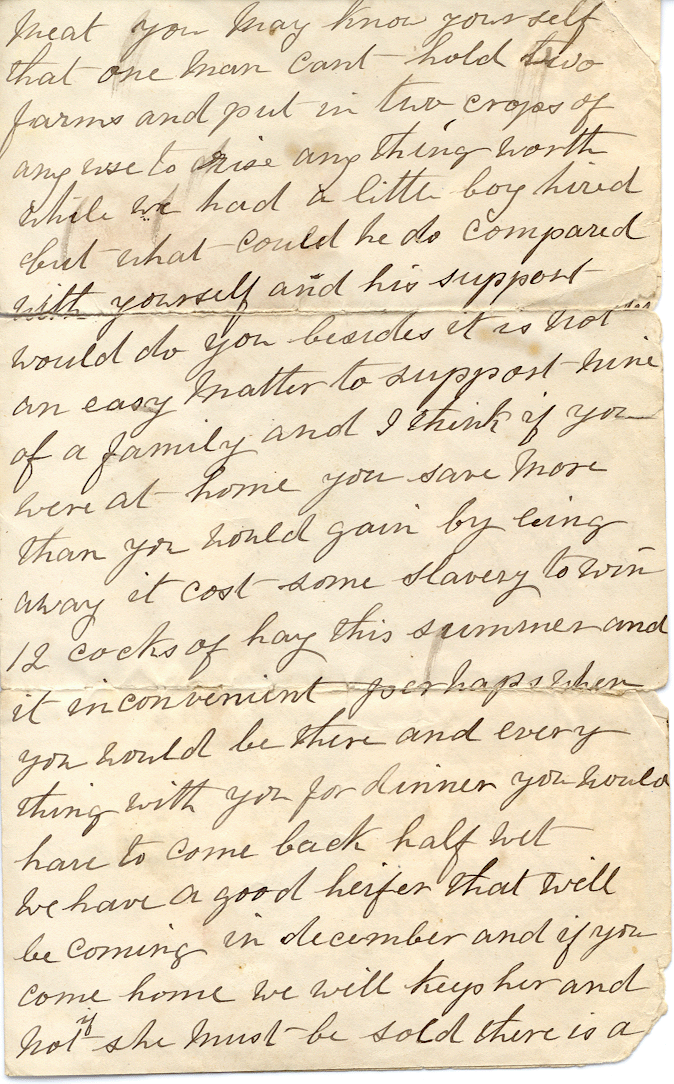 meat you may know yourself
that one man cant hold two
farms and put in two crops of
any use to arise any thing worth
while we had a little boy hired
but what could he do compared
with yourself and his support
would do you besides it is not
an easy matter to support nine
of a family and I think if you
were at home you save more
than you would gain by eing
away it cost some slavery to win
12 cocks of hay this summer and
it inconvenient perhaps when
you would be there and every
thing with you for dinner you would
have to come back half wet
we have a good heifer that will
be coming in december and if you
come home we will keep her and
if
not she must be sold there is a